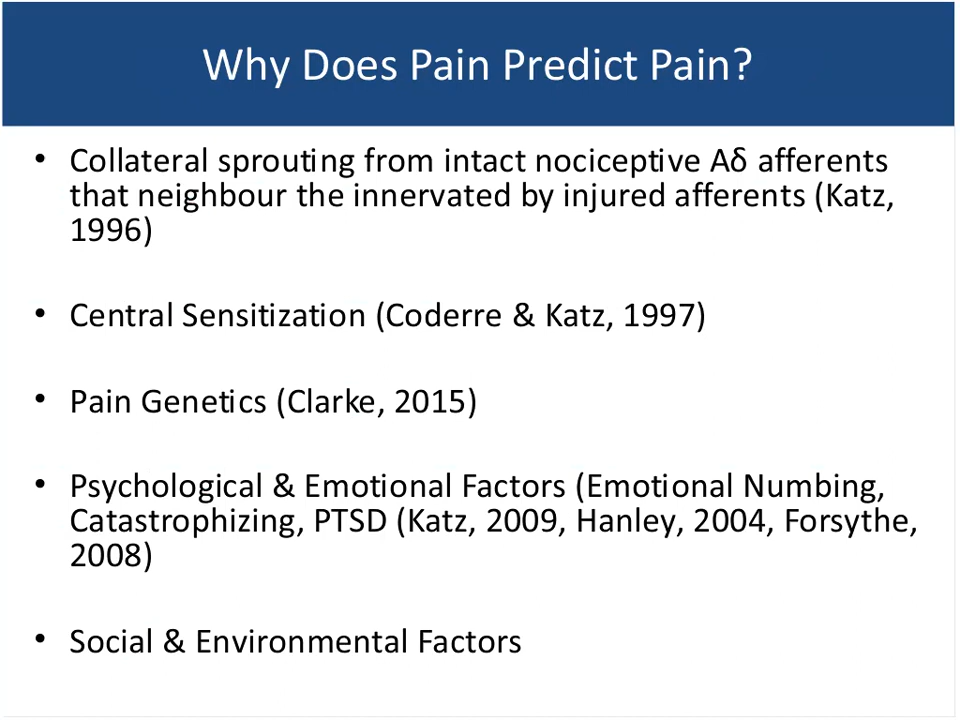 Why Does Pain Predict Pain?
• Collateral sprouting from intact nociceptive Aδ afferents
that neighbour the innervated by injured afferents (Katz,
1996)
• Central Sensitization (Coderre & Katz, 1997)
• Pain Genetics (Clarke, 2015)
• Psychological & Emotional Factors (Emotional Numbing,
Catastrophizing, PTSD (Katz, 2009, Hanley, 2004, Forsythe,
2008)
• Social & Environmental Factors